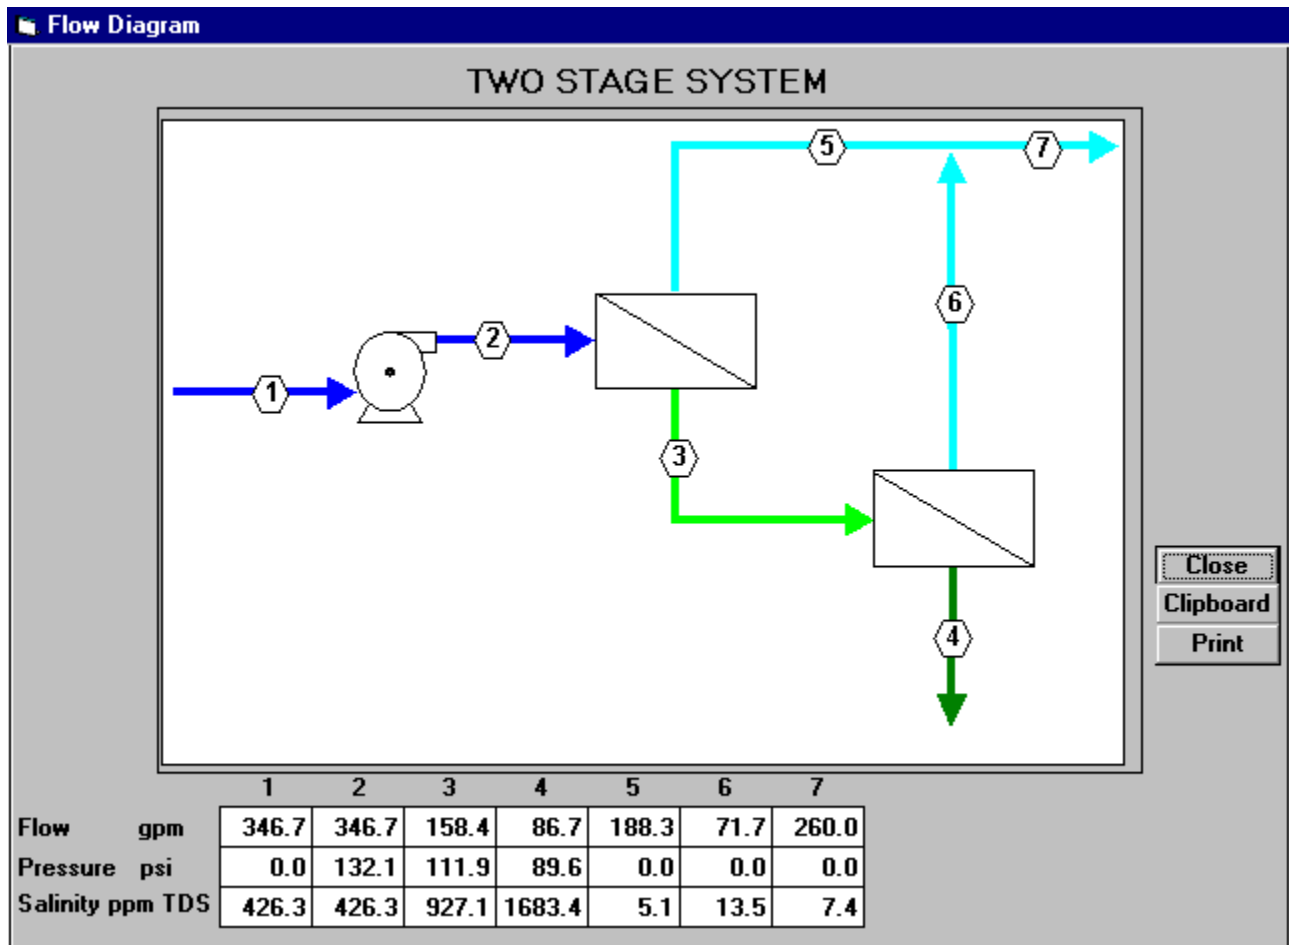 Flow Diagram
TWO STAGE SYSTEM
5 7
6
2
1
3
4
Close
Clipboard
Print
1 2 3 4 5 6 7
Flow gpm 346.7 346.7 158.4 86.7 188.3 71.7 260.0
Pressure psi 0.0 132.1 111.9 89.6 0.0 0.0 0.0
Salinity ppm TDS 426.3 426.3 927.1 1683.4 5.1 13.5 7.4